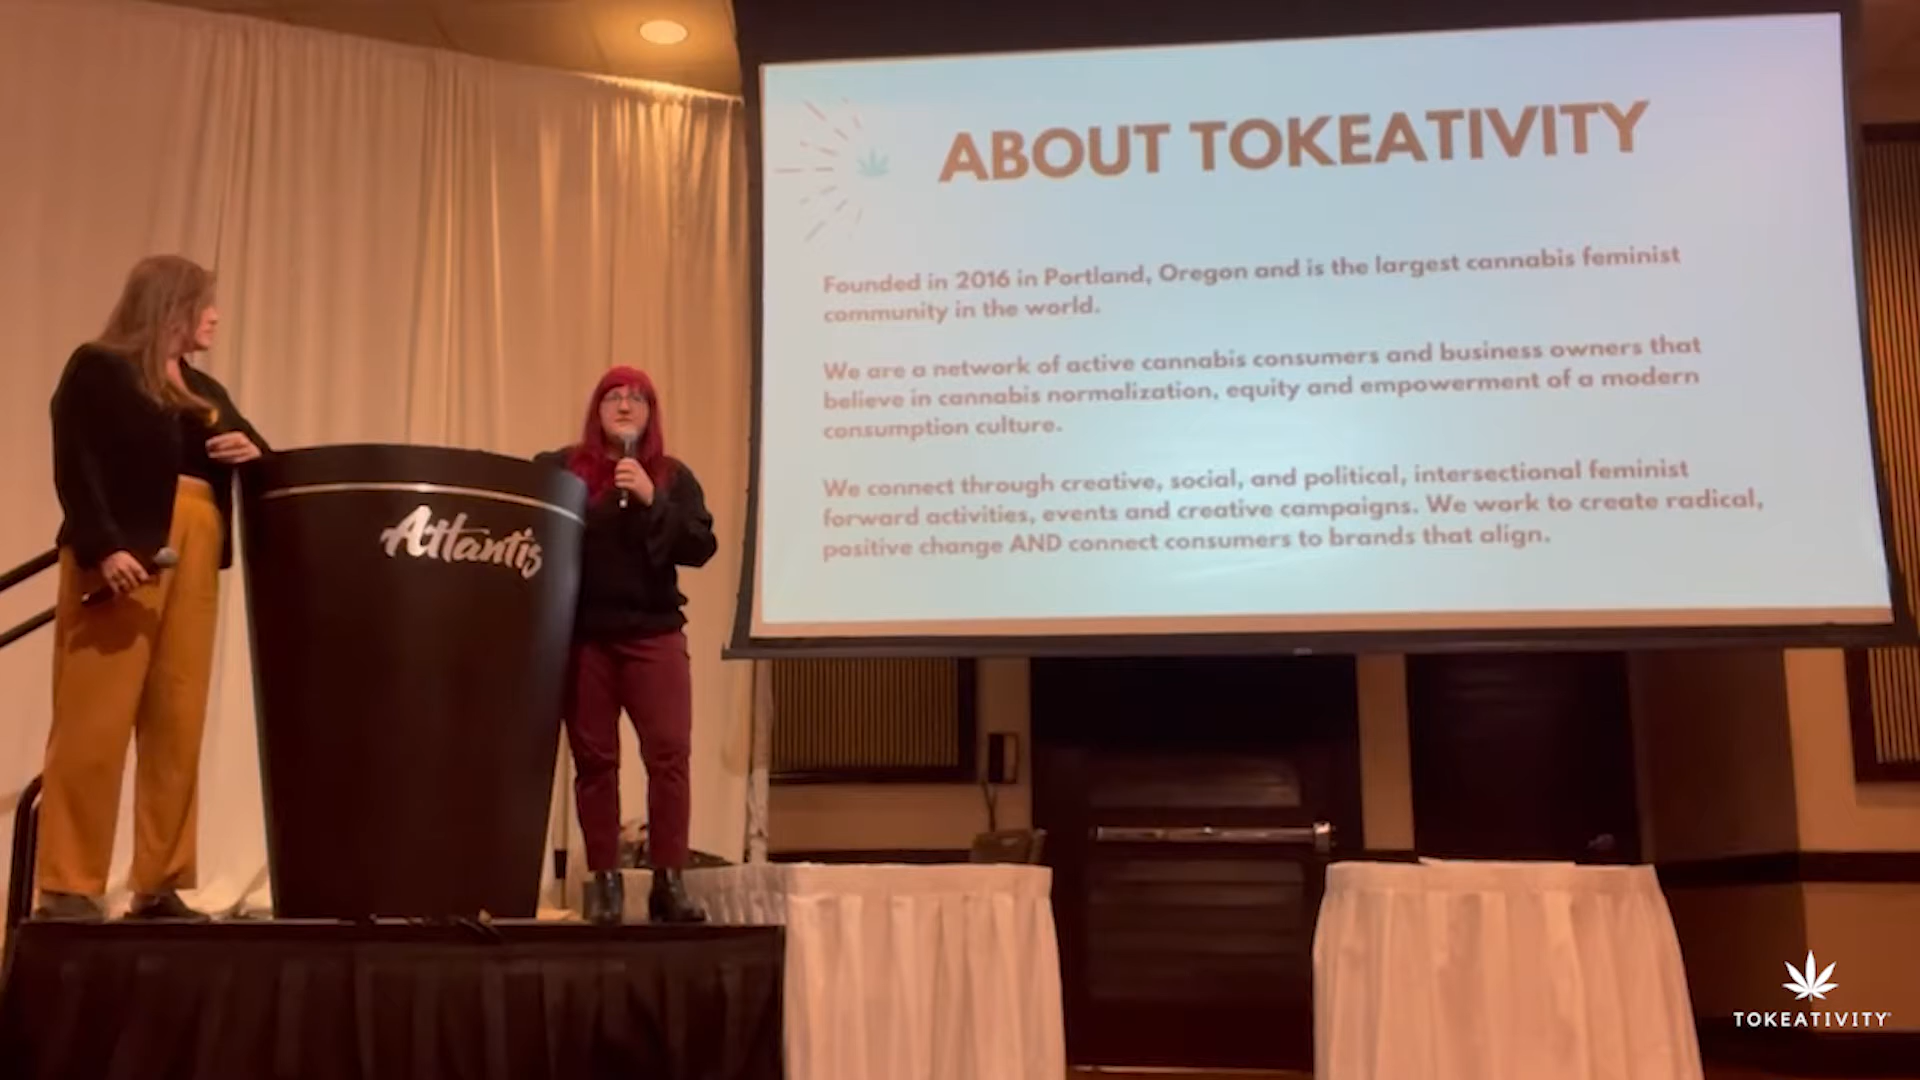 ABOUT TOKEATIVITY
Founded in 2016 in Portland, Oregon and is the largest cannabis feminist
community in the world.
We are a network of active cannabis consumers and business owners that
believe in cannabis normalization, equity and empowerment of a modern
consumption culture.
We connect through creative, social, and political, intersectional feminist
forward activities, events and creative campaigns. We work to create radical,
positive change AND connect consumers to brands that align.
Atlantis
TOKEATIVITY